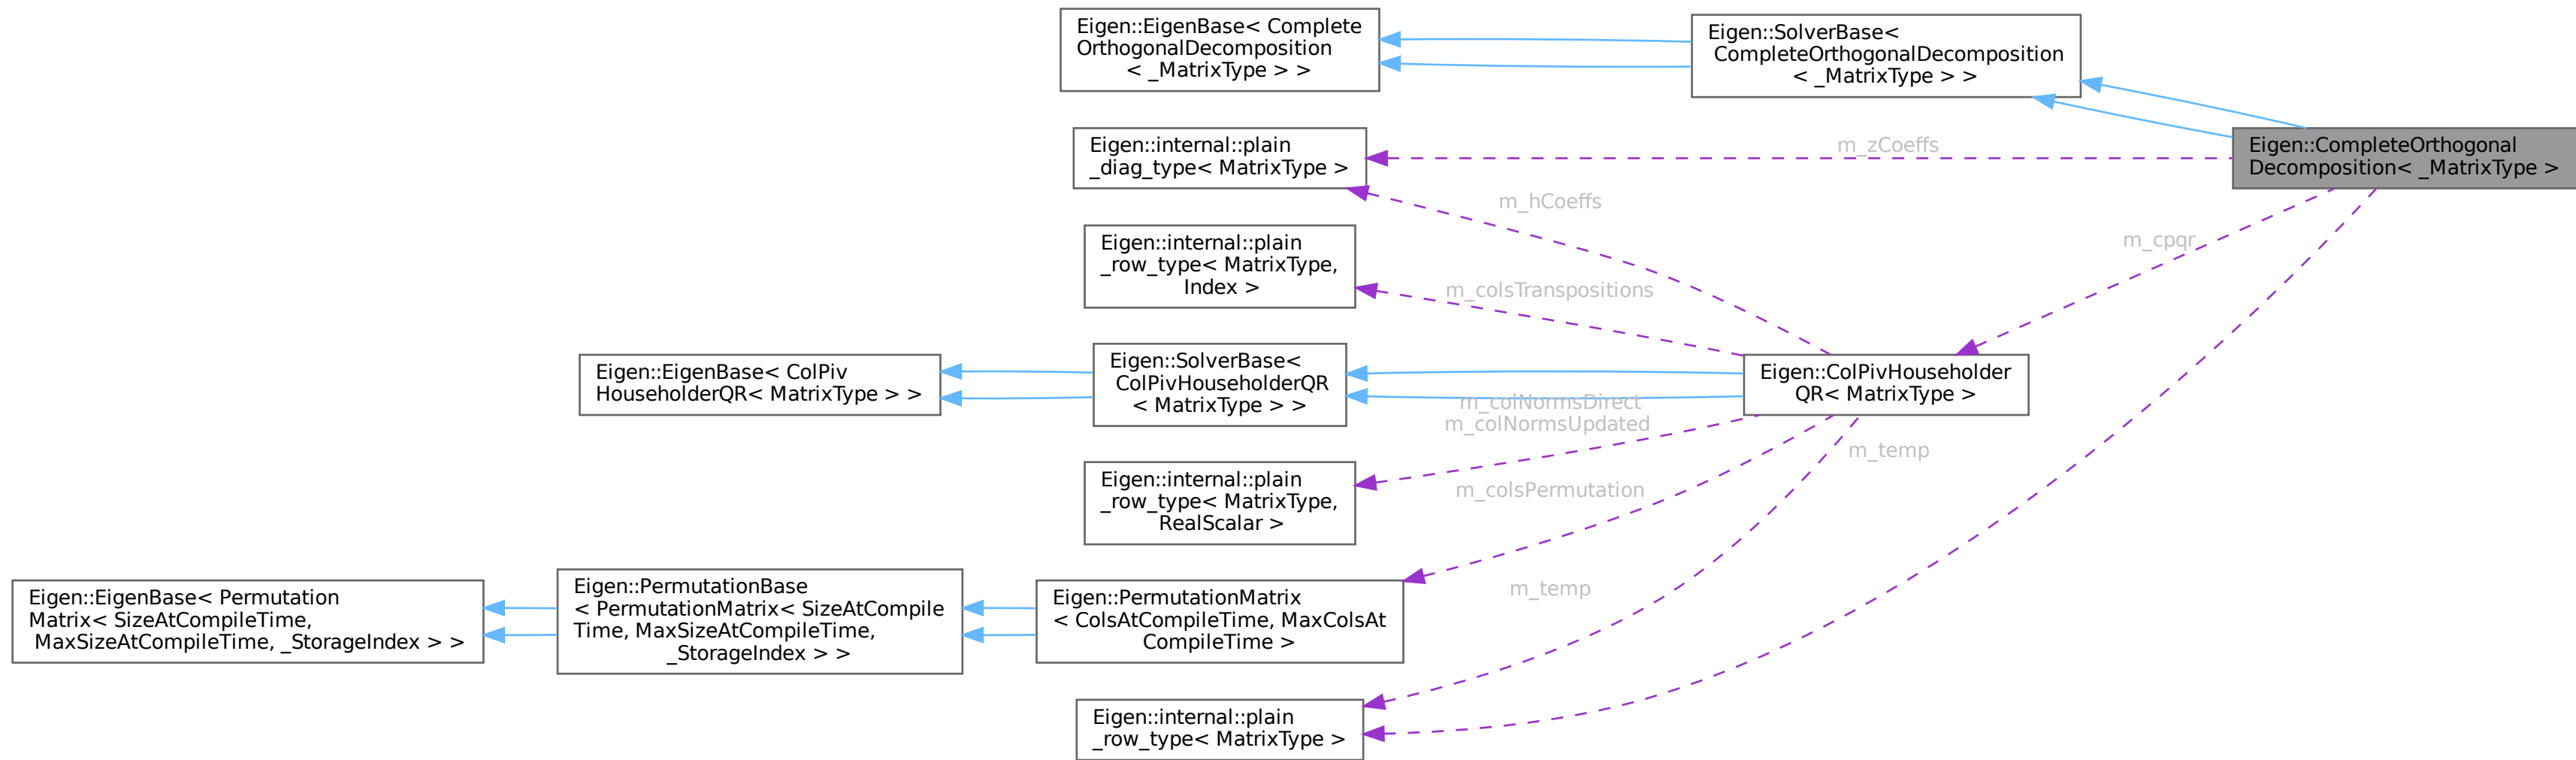 Eigen::EigenBase< Complete
OrthogonalDecomposition
< _MatrixType > >
Eigen::SolverBase<
CompleteOrthogonalDecomposition
< _MatrixType > >
Eigen::internal::plain
_diag_type< MatrixType >
m_zCoeffs
Eigen::CompleteOrthogonal
Decomposition< _MatrixType >
m_hCoeffs
Eigen::internal::plain
_row_type< MatrixType,
Index >
m_cpqr
m_colsTranspositions
Eigen::EigenBase< ColPiv
HouseholderQR< MatrixType > >
Eigen::SolverBase<
ColPivHouseholderQR
< MatrixType > >
Eigen::ColPivHouseholder
QR< MatrixType >
m_colNormsDirect
m_colNormsUpdated
m_temp
Eigen::internal::plain
_row_type< MatrixType,
RealScalar >
m_colsPermutation
Eigen::EigenBase< Permutation
Matrix< SizeAtCompileTime,
MaxSizeAtCompileTime, _StorageIndex > >
Eigen::PermutationBase
< PermutationMatrix< SizeAtCompile
Time, MaxSizeAtCompileTime,
_StorageIndex > >
Eigen::PermutationMatrix
< ColsAtCompileTime, MaxColsAt
CompileTime >
m_temp
Eigen::internal::plain
_row_type< MatrixType >